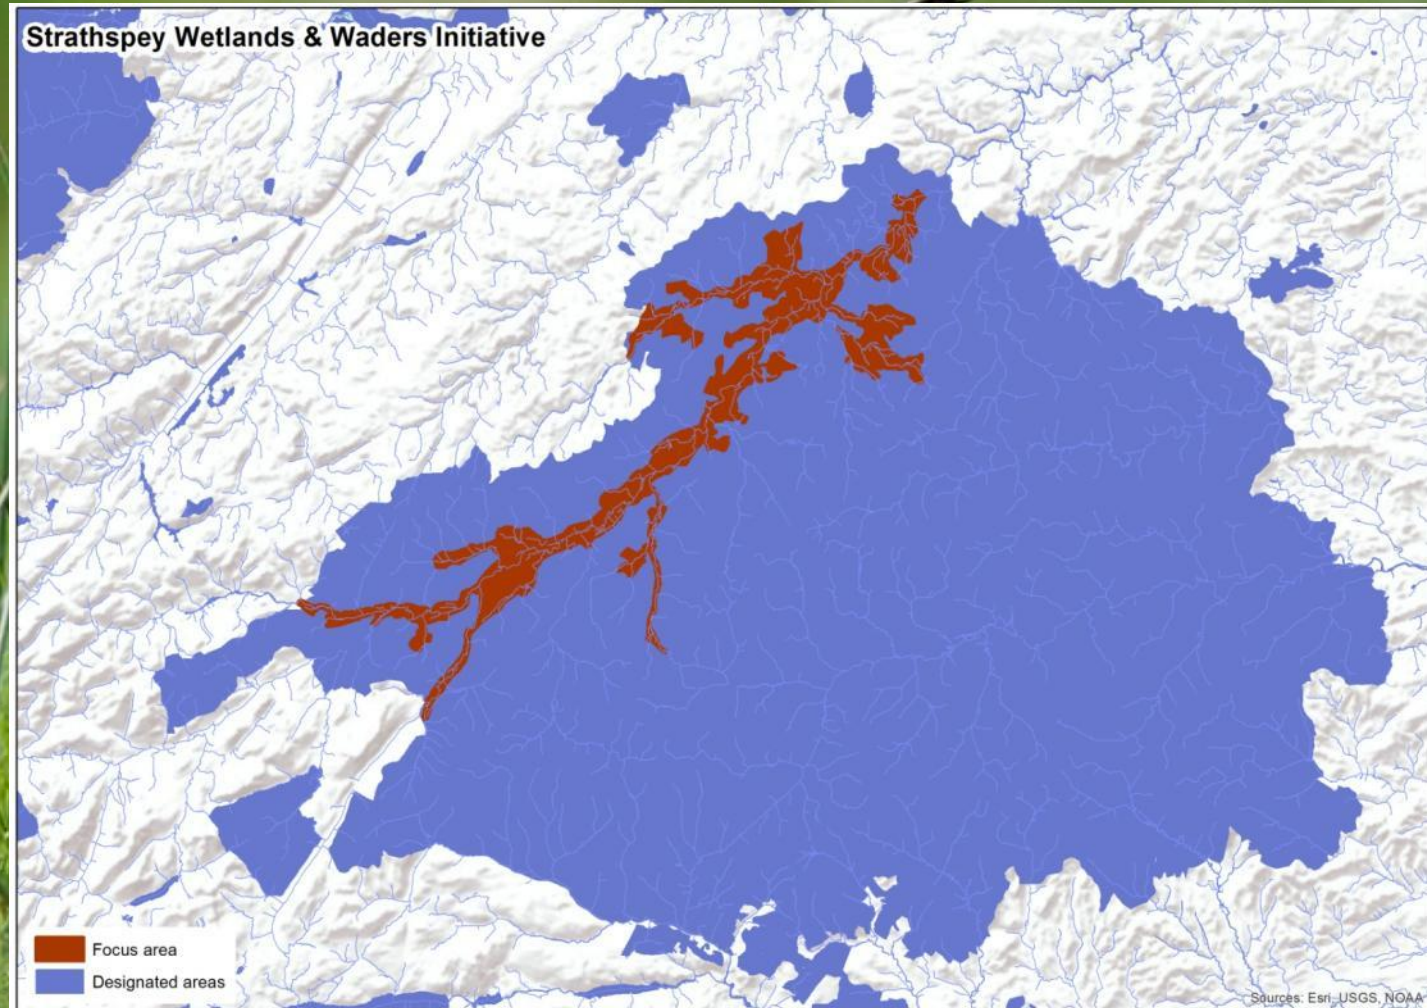 Strathspey Wetlands & Waders Initiative
Focus area
Designated areas
Sources: Esri, USGS, NOAA